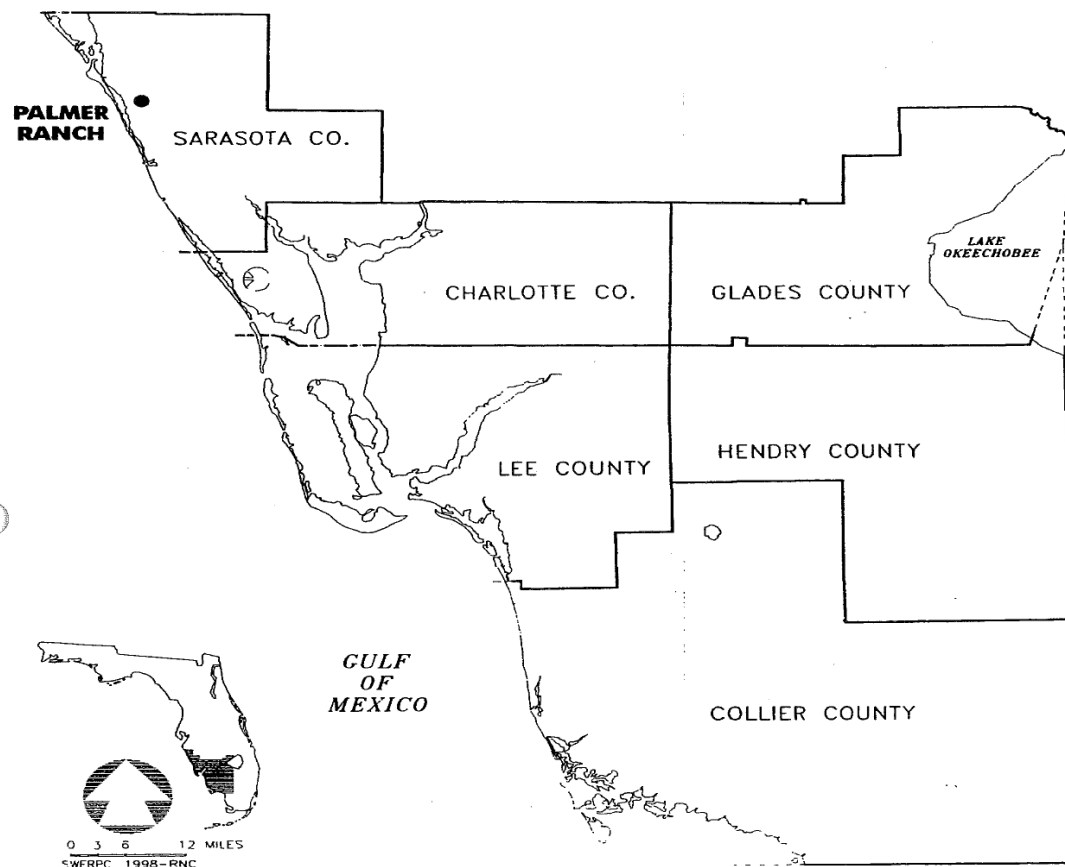 PALMER
RANCH
SARASOTA CO.
LAKE
OKEECHOBEE
CHARLOTTE CO.
GLADES COUNTY
LEE COUNTY
HENDRY COUNTY
GULF
OF
MEXICO
COLLIER COUNTY
0 3 6 12 MILES
SWFRPC 1998-RNC